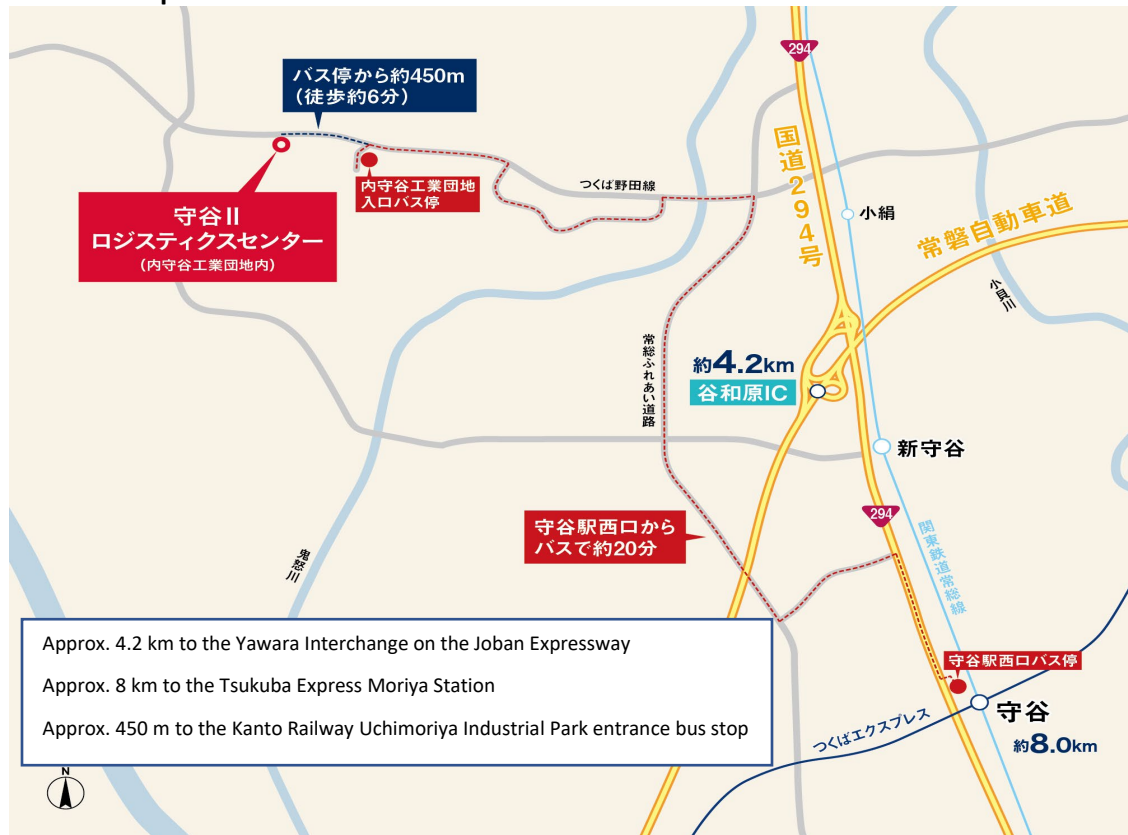 294
バス停から約450m
(徒歩約6分)
国道294号
つくば野田線
内守谷工業団地
入口バス停
守谷II
ロジスティクスセンター
(内守谷工業団地内)
小絹
常磐自動車道
小貝川
常総ふれあい道路
約4.2km
谷和原IC
新守谷
294
守谷駅西口から
バスで約20分
関東鉄道常総線
鬼怒川
Approx. 4.2 km to the Yawara Interchange on the Joban Expressway
Approx. 8 km to the Tsukuba Express Moriya Station
Approx. 450 m to the Kanto Railway Uchimoriya Industrial Park entrance bus stop
守谷駅西口バス停
守谷
約8.0km
つくばエクスプレス
N